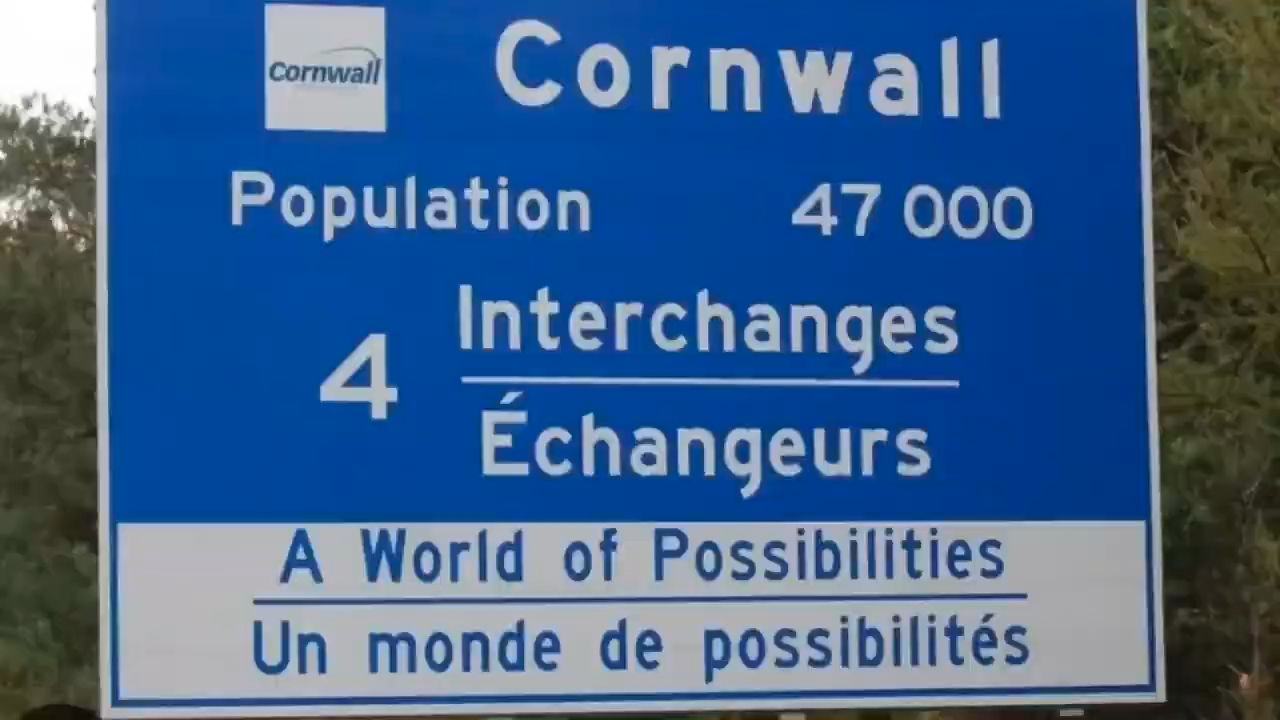 Cornwall
Cornwall
Population 47 000
4 Interchanges
Échangeurs
A World of Possibilities
Un monde de possibilités